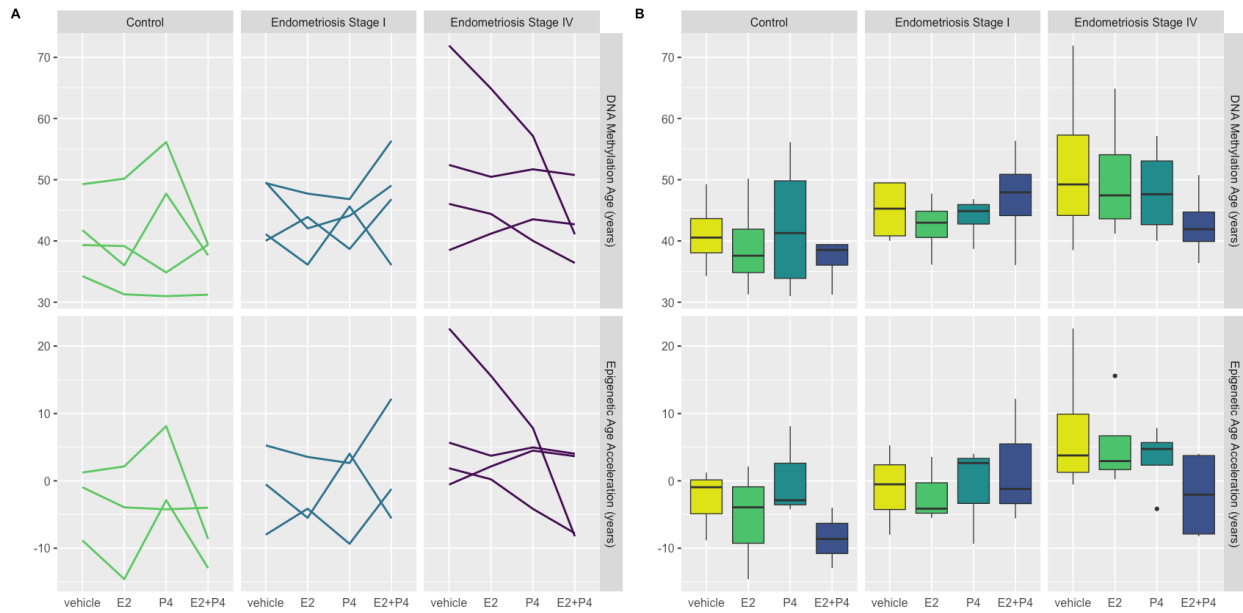 A
B
Control
Endometriosis Stage I
Endometriosis Stage IV
Control
Endometriosis Stage I
Endometriosis Stage IV
70
60
50
40
30
DNA Methylation Age (years)
70
60
50
40
30
DNA Methylation Age (years)
20
10
0
-10
Epigenetic Age Acceleration (years)
20
10
0
-10
Epigenetic Age Acceleration (years)
vehicle E2 P4 E2+P4 vehicle E2 P4 E2+P4 vehicle E2 P4 E2+P4
vehicle E2 P4 E2+P4 vehicle E2 P4 E2+P4 vehicle E2 P4 E2+P4